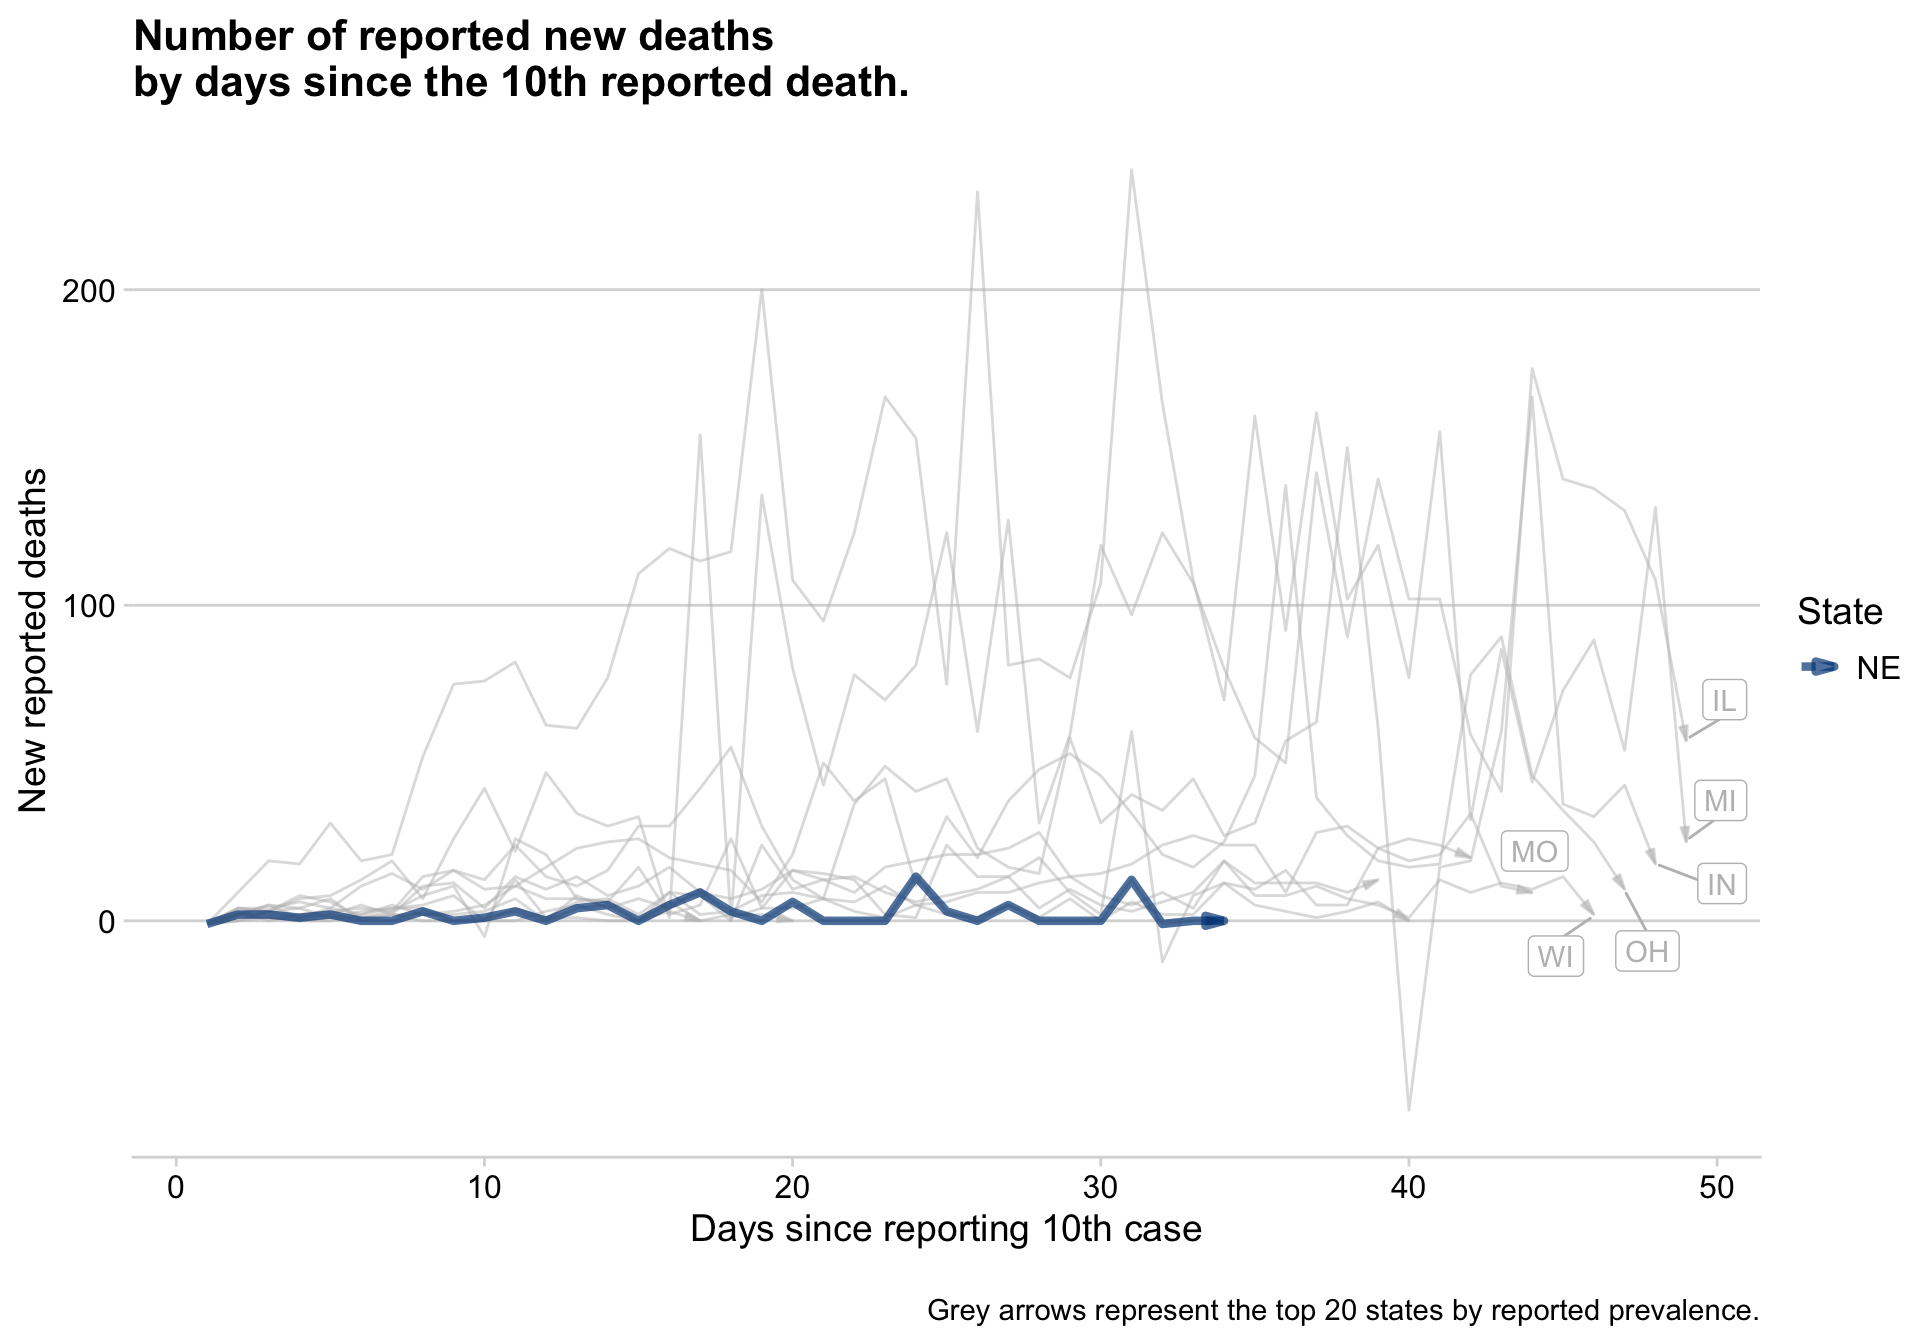 Number of reported new deaths
by days since the 10th reported death.
New reported deaths
200
100
0
IL
MI
MO
IN
WI
OH
State
NE
0
10
20
30
40
50
Days since reporting 10th case
Grey arrows represent the top 20 states by reported prevalence.